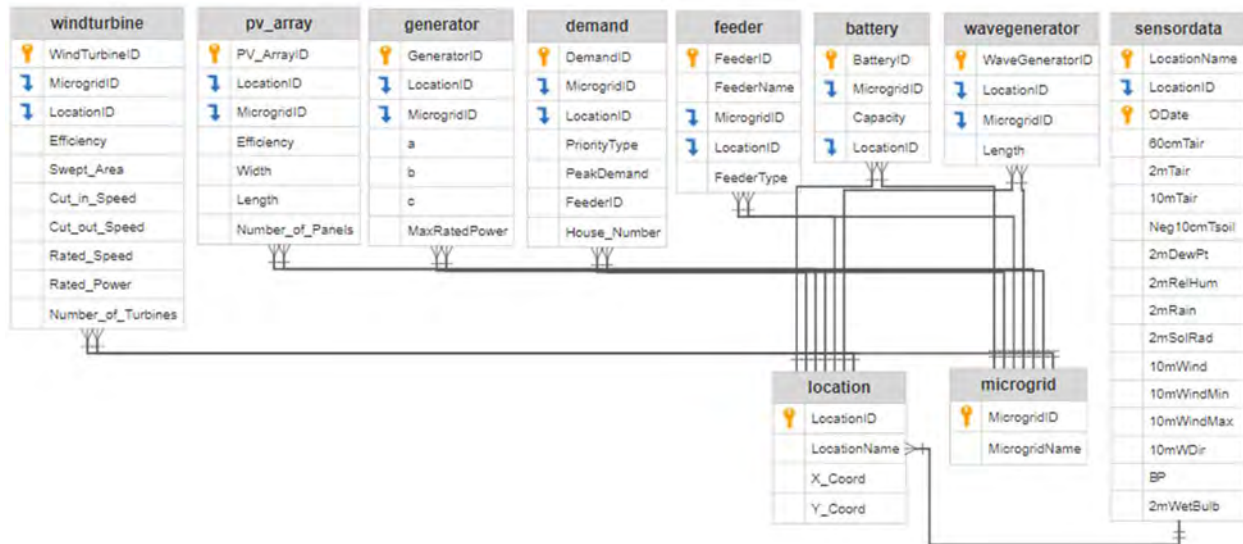 windturbine
WindTurbineID
MicrogridID
LocationID
Efficiency
Swept_Area
Cut_in_Speed
Cut_out_Speed
Rated_Speed
Rated_Power
Number_of_Turbines
pv_array
PV_ArrayID
LocationID
MicrogridID
Efficiency
Width
Length
Number_of_Panels
generator
GeneratorID
LocationID
MicrogridID
a
b
c
MaxRatedPower
demand
DemandID
MicrogridID
LocationID
PriorityType
PeakDemand
FeederID
House_Number
feeder
FeederID
FeederName
MicrogridID
LocationID
FeederType
battery
BatteryID
MicrogridID
Capacity
LocationID
wavegenerator
WaveGeneratorID
LocationID
MicrogridID
Length
sensordata
LocationName
LocationID
ODate
60cmTair
2mTair
10mTair
Neg10cmTsoil
2mDewPt
2mRelHum
2mRain
2mSolRad
10mWind
10mWindMin
10mWindMax
10mWDir
BP
2mWetBulb
location
LocationID
LocationName
X_Coord
Y_Coord
microgrid
MicrogridID
MicrogridName